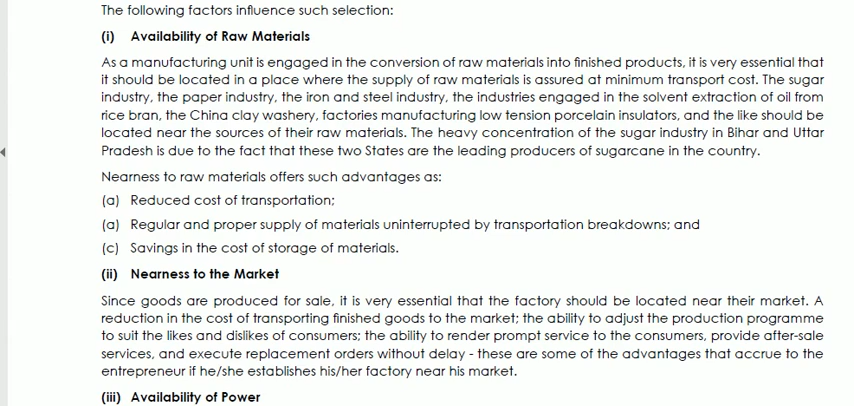 The following factors influence such selection:
(i) Availability of Raw Materials
As a manufacturing unit is engaged in the conversion of raw materials into finished products, it is very essential that
it should be located in a place where the supply of raw materials is assured at minimum transport cost. The sugar
industry, the paper industry, the iron and steel industry, the industries engaged in the solvent extraction of oil from
rice bran, the China clay washery, factories manufacturing low tension porcelain insulators, and the like should be
located near the sources of their raw materials. The heavy concentration of the sugar industry in Bihar and Uttar
Pradesh is due to the fact that these two States are the leading producers of sugarcane in the country.
Nearness to raw materials offers such advantages as:
(a) Reduced cost of transportation;
(a) Regular and proper supply of materials uninterrupted by transportation breakdowns; and
(c) Savings in the cost of storage of materials.
(ii) Nearness to the Market
Since goods are produced for sale, it is very essential that the factory should be located near their market. A
reduction in the cost of transporting finished goods to the market; the ability to adjust the production programme
to suit the likes and dislikes of consumers; the ability to render prompt service to the consumers, provide after-sale
services, and execute replacement orders without delay - these are some of the advantages that accrue to the
entrepreneur if he/she establishes his/her factory near his market.
(iii) Availability of Power